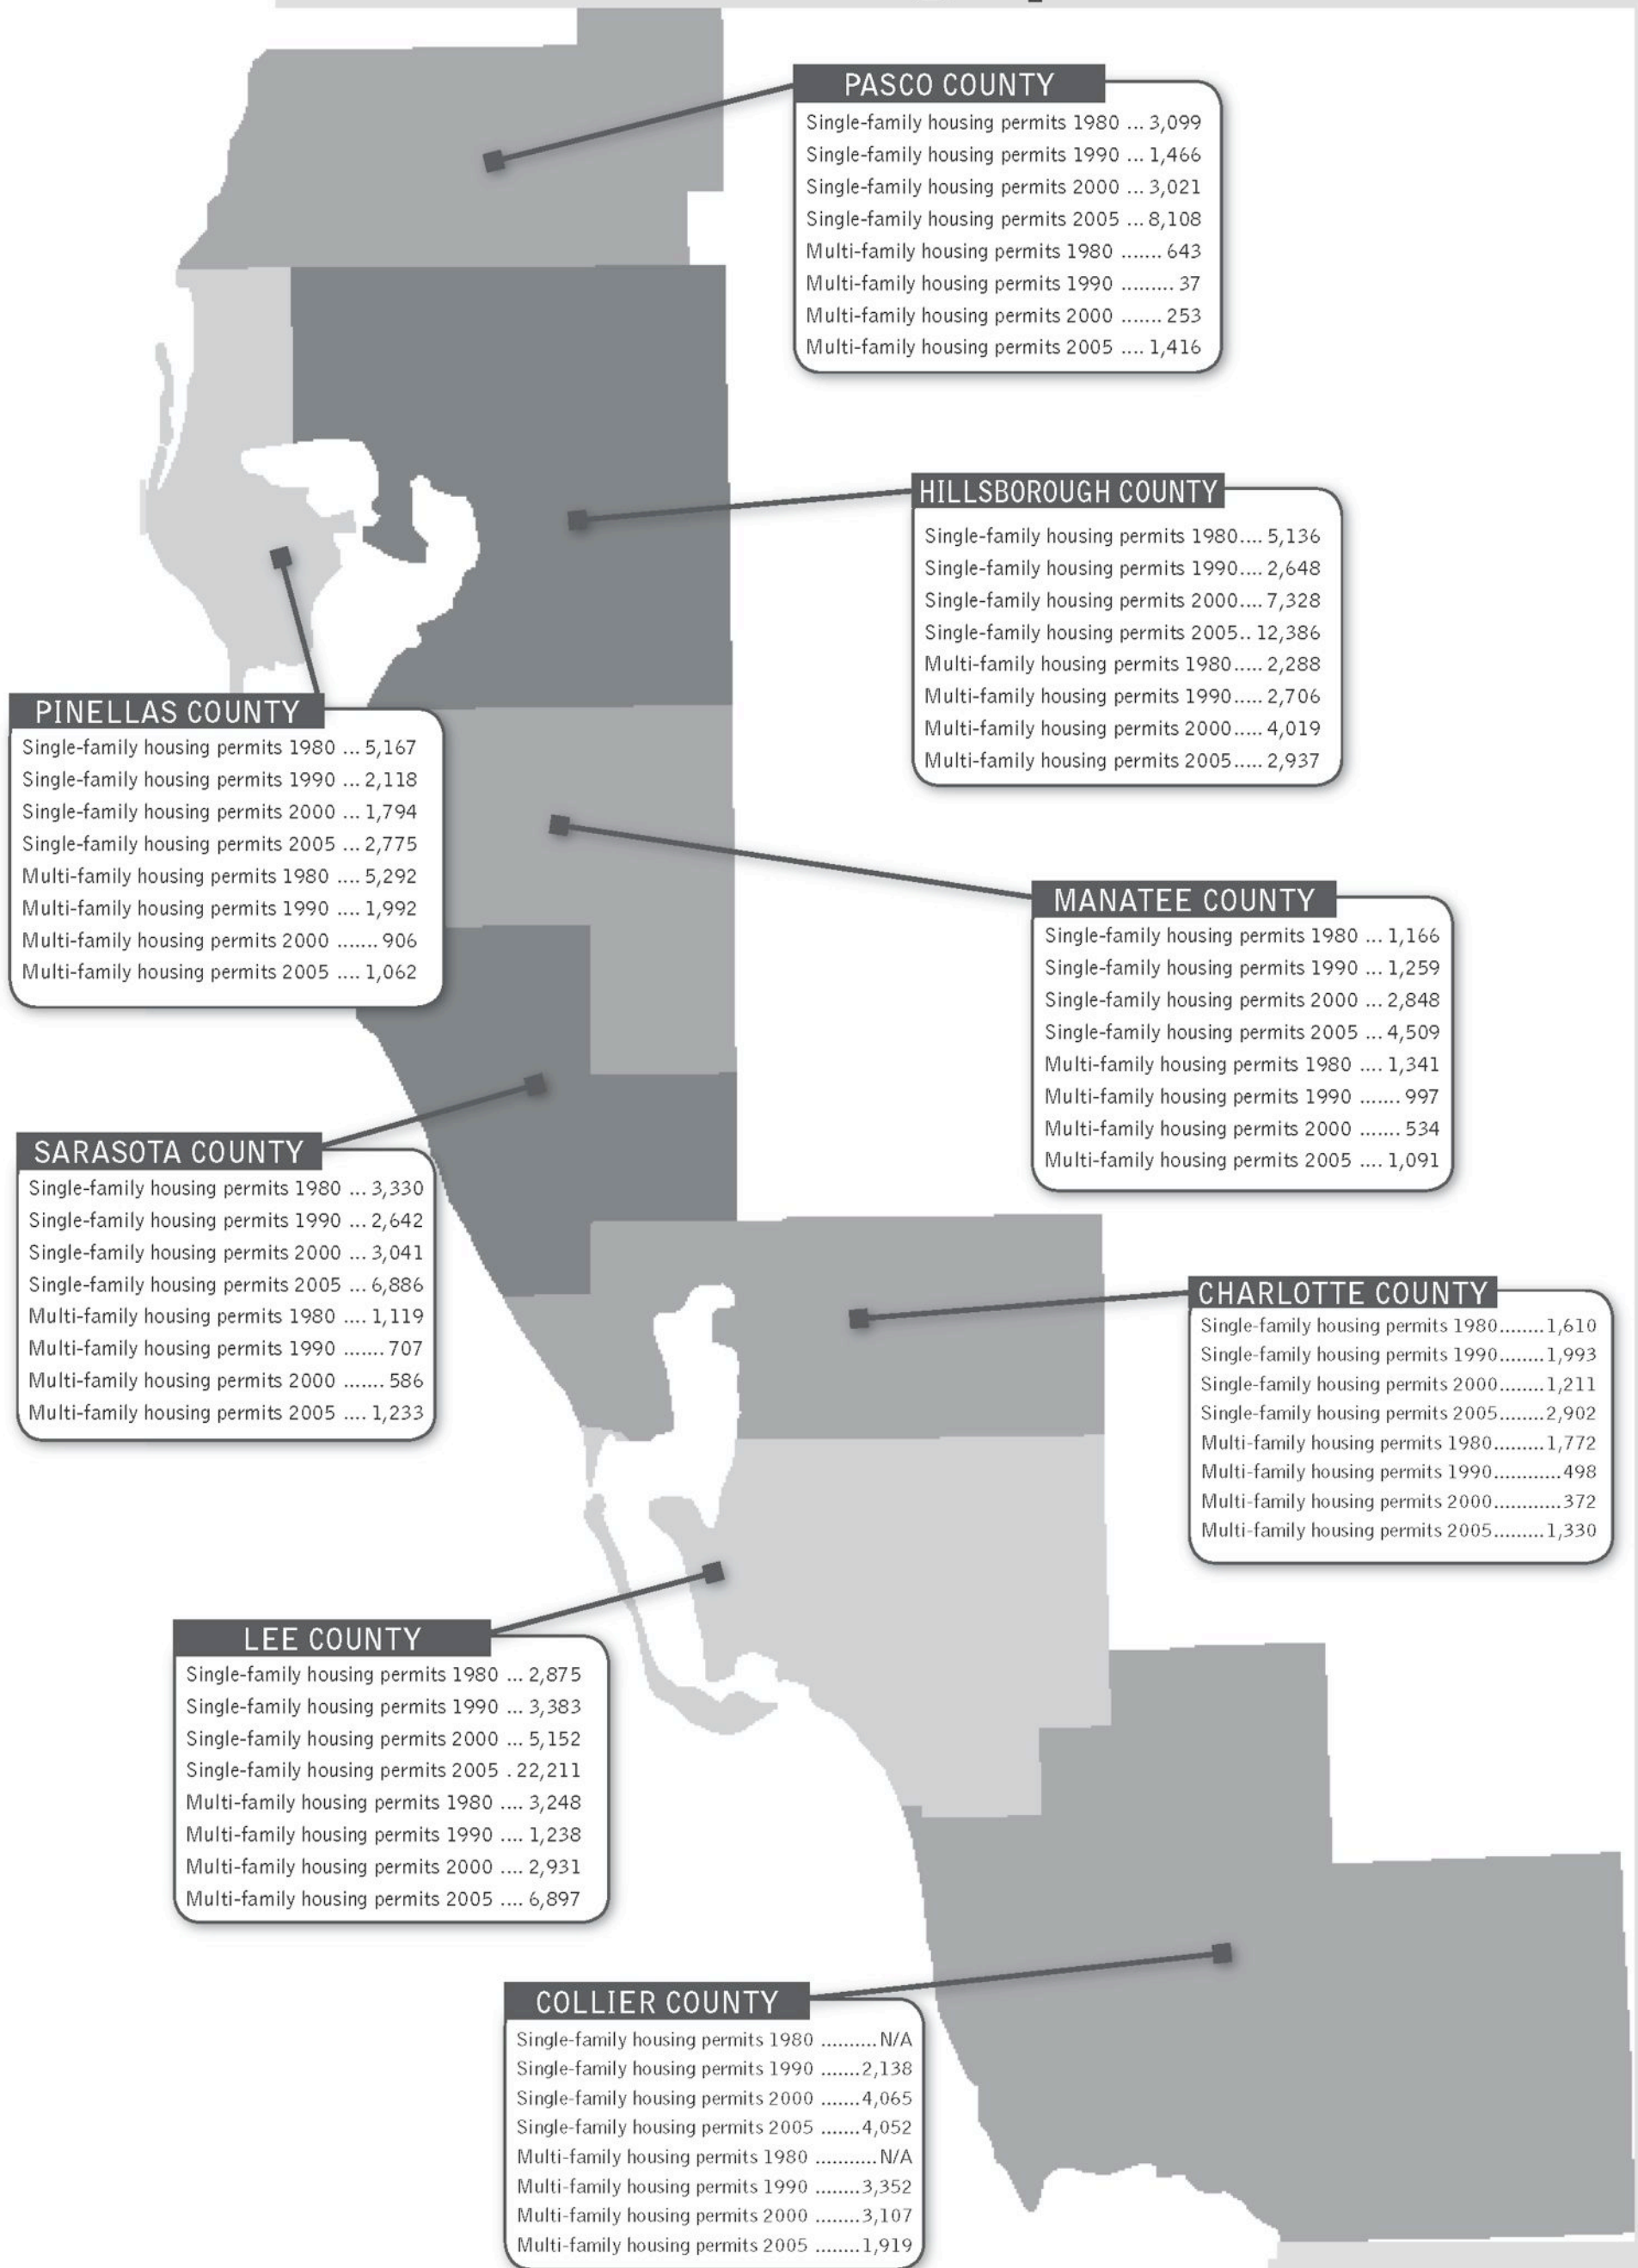 PASCO COUNTY
Single-family housing permits 1980 ... 3,099
Single-family housing permits 1990 ... 1,466
Single-family housing permits 2000 ... 3,021
Single-family housing permits 2005 ... 8,108
Multi-family housing permits 1980 ....... 643
Multi-family housing permits 1990 ......... 37
Multi-family housing permits 2000 ....... 253
Multi-family housing permits 2005 .... 1,416
HILLSBOROUGH COUNTY
Single-family housing permits 1980.... 5,136
Single-family housing permits 1990.... 2,648
Single-family housing permits 2000.... 7,328
Single-family housing permits 2005.. 12,386
Multi-family housing permits 1980..... 2,288
Multi-family housing permits 1990..... 2,706
Multi-family housing permits 2000..... 4,019
Multi-family housing permits 2005..... 2,937
PINELLAS COUNTY
Single-family housing permits 1980 ... 5,167
Single-family housing permits 1990 ... 2,118
Single-family housing permits 2000 ... 1,794
Single-family housing permits 2005 ... 2,775
Multi-family housing permits 1980 .... 5,292
Multi-family housing permits 1990 .... 1,992
Multi-family housing permits 2000 ....... 906
Multi-family housing permits 2005 .... 1,062
MANATEE COUNTY
Single-family housing permits 1980 ... 1,166
Single-family housing permits 1990 ... 1,259
Single-family housing permits 2000 ... 2,848
Single-family housing permits 2005 ... 4,509
Multi-family housing permits 1980 .... 1,341
Multi-family housing permits 1990 ....... 997
Multi-family housing permits 2000 ....... 534
Multi-family housing permits 2005 .... 1,091
SARASOTA COUNTY
Single-family housing permits 1980 ... 3,330
Single-family housing permits 1990 ... 2,642
Single-family housing permits 2000 ... 3,041
Single-family housing permits 2005 ... 6,886
Multi-family housing permits 1980 .... 1,119
Multi-family housing permits 1990 ....... 707
Multi-family housing permits 2000 ....... 586
Multi-family housing permits 2005 .... 1,233
CHARLOTTE COUNTY
Single-family housing permits 1980........1,610
Single-family housing permits 1990........1,993
Single-family housing permits 2000........1,211
Single-family housing permits 2005........2,902
Multi-family housing permits 1980.........1,772
Multi-family housing permits 1990............498
Multi-family housing permits 2000............372
Multi-family housing permits 2005.........1,330
LEE COUNTY
Single-family housing permits 1980 ... 2,875
Single-family housing permits 1990 ... 3,383
Single-family housing permits 2000 ... 5,152
Single-family housing permits 2005 . 22,211
Multi-family housing permits 1980 .... 3,248
Multi-family housing permits 1990 .... 1,238
Multi-family housing permits 2000 .... 2,931
Multi-family housing permits 2005 .... 6,897
COLLIER COUNTY
Single-family housing permits 1980 ..........N/A
Single-family housing permits 1990 .......2,138
Single-family housing permits 2000 .......4,065
Single-family housing permits 2005 .......4,052
Multi-family housing permits 1980 ...........N/A
Multi-family housing permits 1990 ........3,352
Multi-family housing permits 2000 ........3,107
Multi-family housing permits 2005 ........1,919